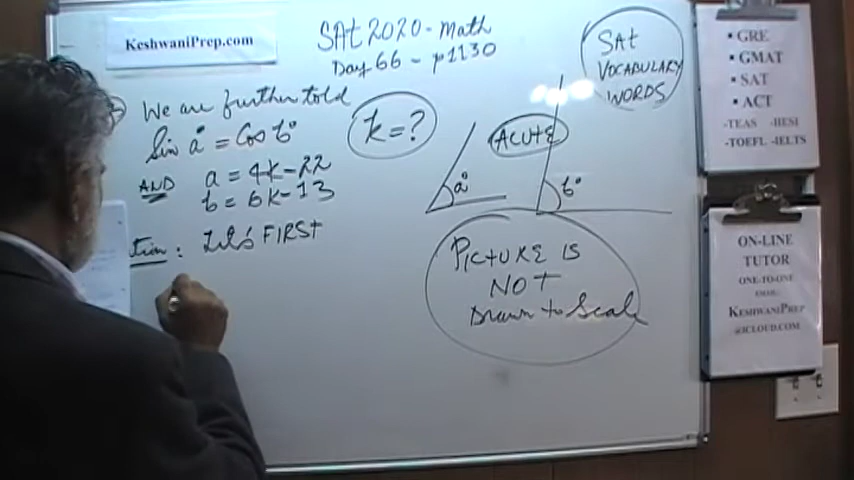 KeshwaniPrep.com
SAt 2020 - Math
Day 66 - p1130
We are further told
Sin a° = Cos b°
AND a = 4k-22
b = 6k-13
k = ?
ACUTE
a°
b°
SAt
VOCABULARY
WORDS
tion: Let's FIRSt
PICtURE IS
NOT
Drawn to Scale
• GRE
• GMAT
• SAT
• ACT
-TEAS -HESI
-TOEFL -IELTS
ON-LINE
TUTOR
ONE-TO-ONE
EMAIL:
KESHWANIPREP
@ICLOUD.COM